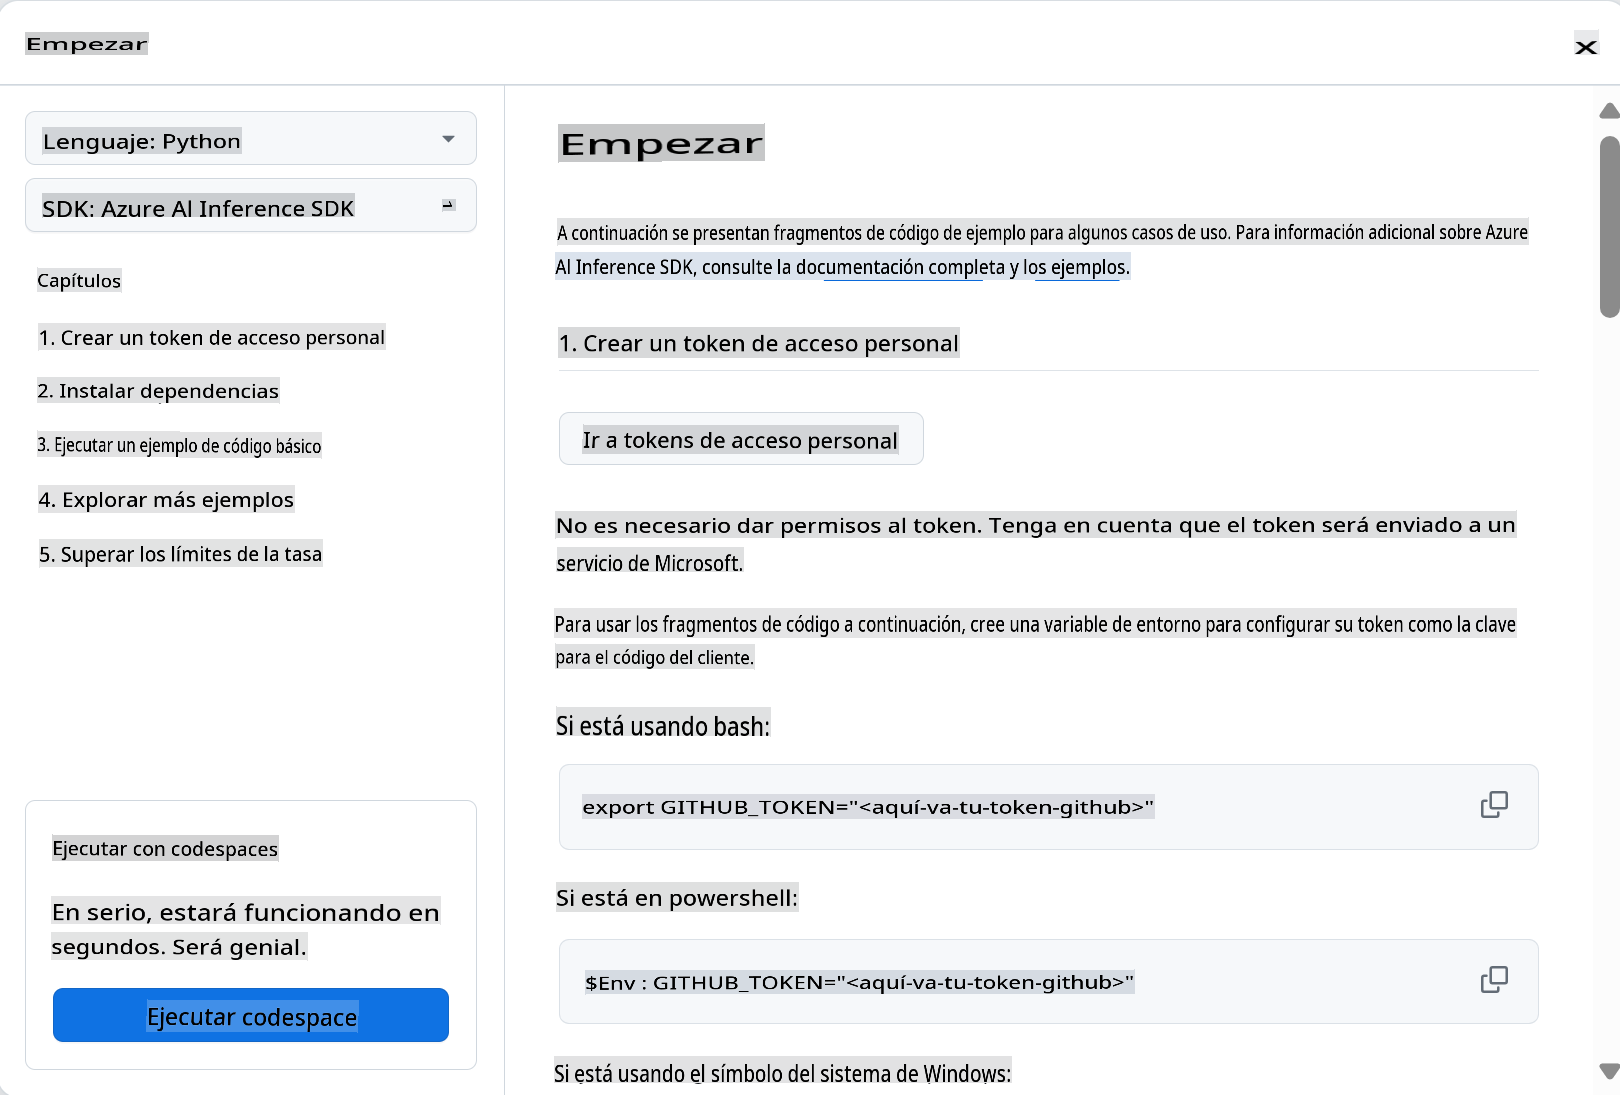 Empezar
x
Lenguaje: Python
SDK: Azure Al Inference SDK
Capítulos
1. Crear un token de acceso personal
2. Instalar dependencias
3. Ejecutar un ejemplo de código básico
4. Explorar más ejemplos
5. Superar los límites de la tasa
Ejecutar con codespaces
En serio, estará funcionando en
segundos. Será genial.
Ejecutar codespace
Empezar
A continuación se presentan fragmentos de código de ejemplo para algunos casos de uso. Para información adicional sobre Azure
Al Inference SDK, consulte la documentación completa y los ejemplos.
1. Crear un token de acceso personal
Ir a tokens de acceso personal
No es necesario dar permisos al token. Tenga en cuenta que el token será enviado a un
servicio de Microsoft.
Para usar los fragmentos de código a continuación, cree una variable de entorno para configurar su token como la clave
para el código del cliente.
Si está usando bash:
export GITHUB_TOKEN="<aquí-va-tu-token-github>"
Si está en powershell:
$Env : GITHUB_TOKEN="<aquí-va-tu-token-github>"
Si está usando el símbolo del sistema de Windows: